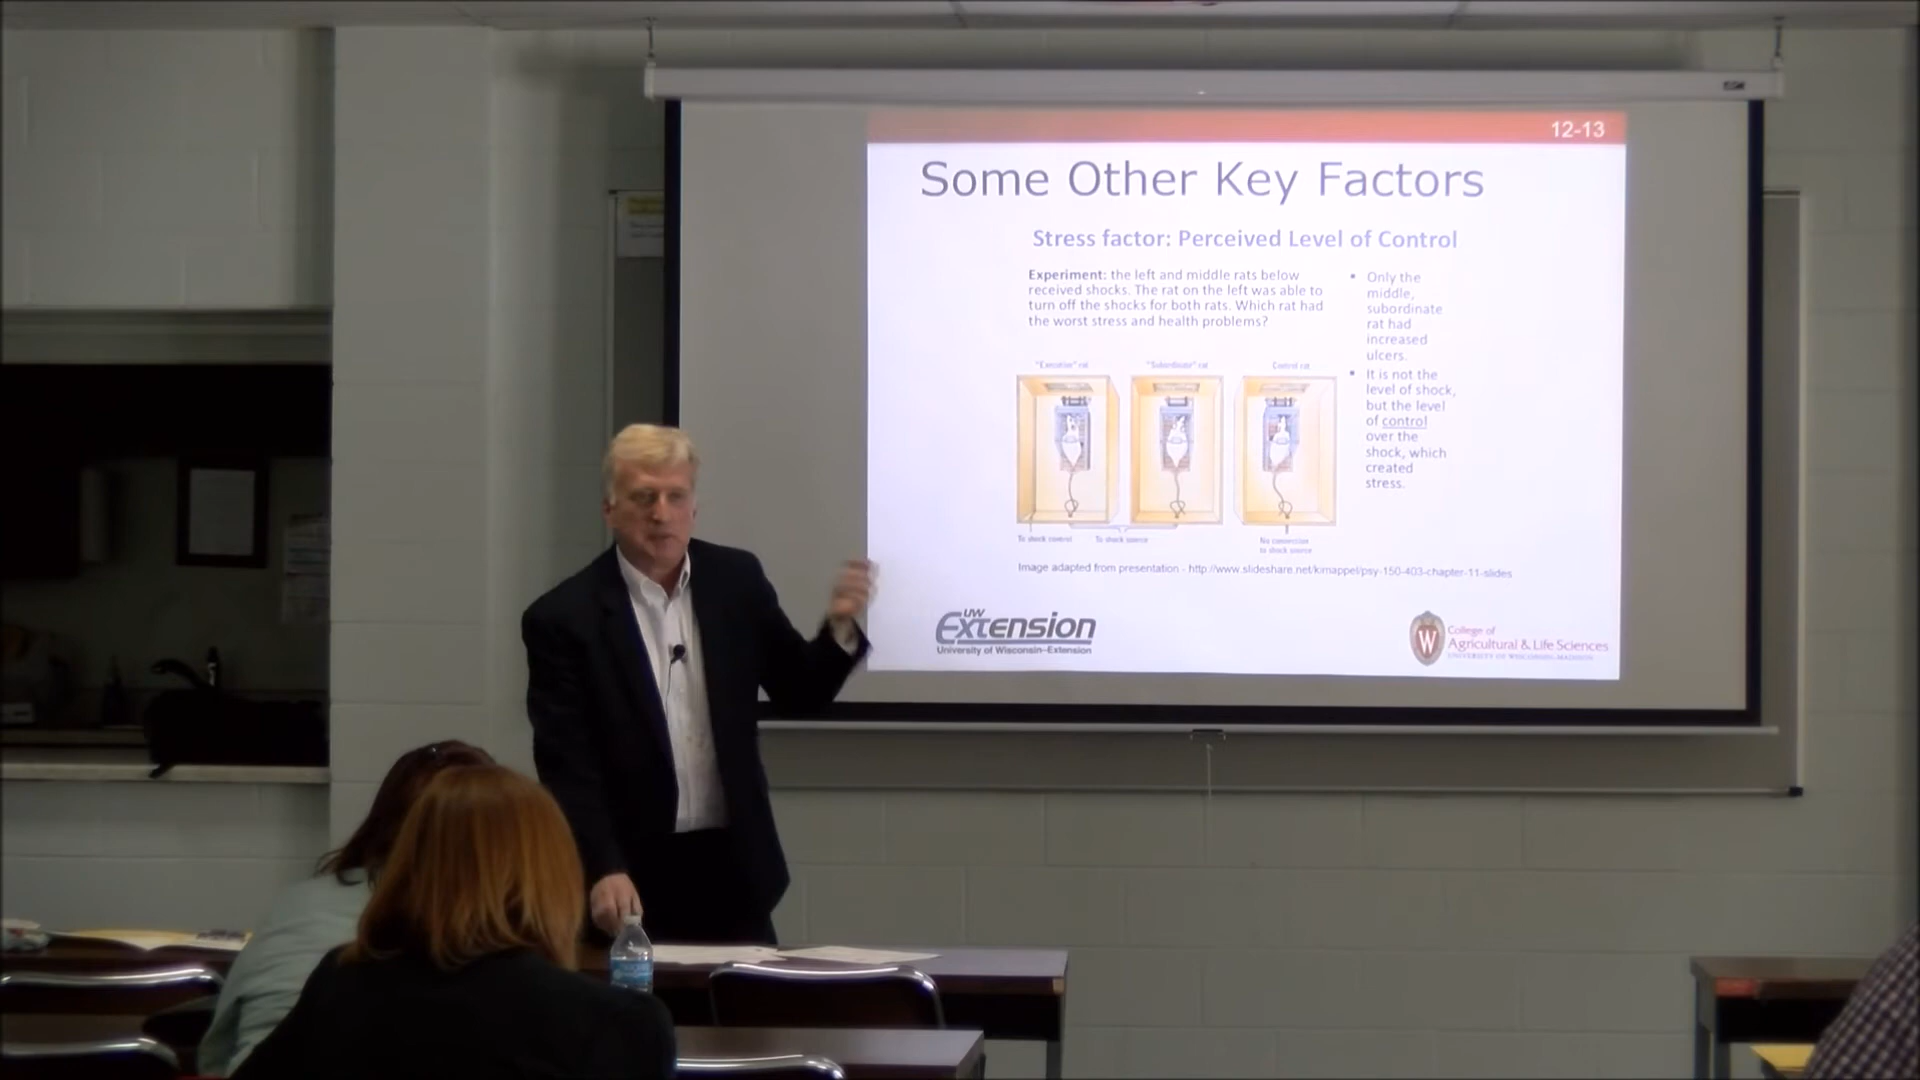 12-13
Some Other Key Factors
Stress factor: Perceived Level of Control
Experiment: the left and middle rats below
received shocks. The rat on the left was able to
turn off the shocks for both rats. Which rat had
the worst stress and health problems?
▪ Only the
middle,
subordinate
rat had
increased
ulcers.
▪ It is not the
level of shock,
but the level
of control
over the
shock, which
created
stress.
"Executive" rat
"Subordinate" rat
Control rat
To shock control
To shock source
No connection
to shock source
Image adapted from presentation - http://www.slideshare.net/kimappel/psy-150-403-chapter-11-slides
UW
Extension
University of Wisconsin–Extension
W
College of
Agricultural & Life Sciences
UNIVERSITY OF WISCONSIN-MADISON